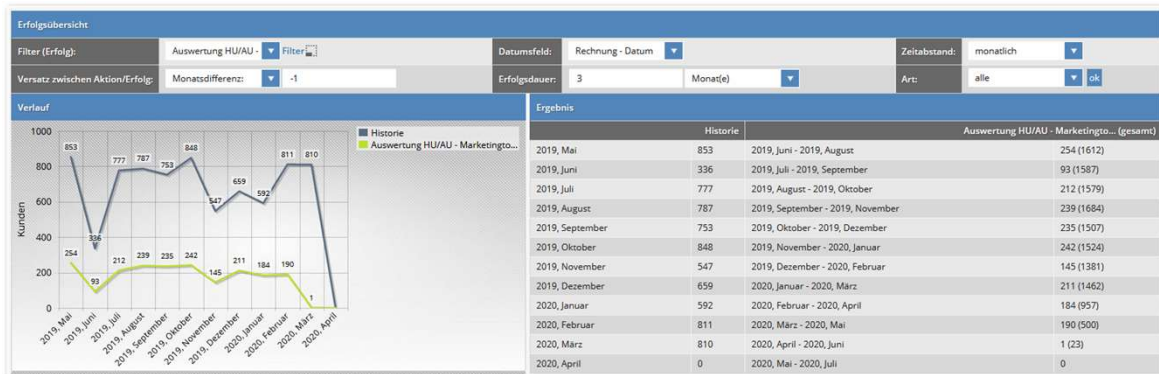 Erfolgsübersicht
Filter (Erfolg): Auswertung HU/AU - Filter Datumsfeld: Rechnung - Datum Zeitabstand: monatlich
Versatz zwischen Aktion/Erfolg: Monatsdifferenz: -1 Erfolgsdauer: 3 Monat(e) Art: alle ok
Verlauf
1000
800
600
400
200
0
Kunden
853
336
777
787
753
848
547
659
592
811
810
254
93
212
239
235
242
145
211
184
190
1
2019, Mai
2019, Juni
2019, Juli
2019, August
2019, September
2019, Oktober
2019, November
2019, Dezember
2020, Januar
2020, Februar
2020, März
2020, April
Historie
Auswertung HU/AU - Marketingto...
Ergebnis
Historie Auswertung HU/AU - Marketingto... (gesamt)
2019, Mai 853 2019, Juni - 2019, August 254 (1612)
2019, Juni 336 2019, Juli - 2019, September 93 (1587)
2019, Juli 777 2019, August - 2019, Oktober 212 (1579)
2019, August 787 2019, September - 2019, November 239 (1684)
2019, September 753 2019, Oktober - 2019, Dezember 235 (1507)
2019, Oktober 848 2019, November - 2020, Januar 242 (1524)
2019, November 547 2019, Dezember - 2020, Februar 145 (1381)
2019, Dezember 659 2020, Januar - 2020, März 211 (1462)
2020, Januar 592 2020, Februar - 2020, April 184 (957)
2020, Februar 811 2020, März - 2020, Mai 190 (500)
2020, März 810 2020, April - 2020, Juni 1 (23)
2020, April 0 2020, Mai - 2020, Juli 0